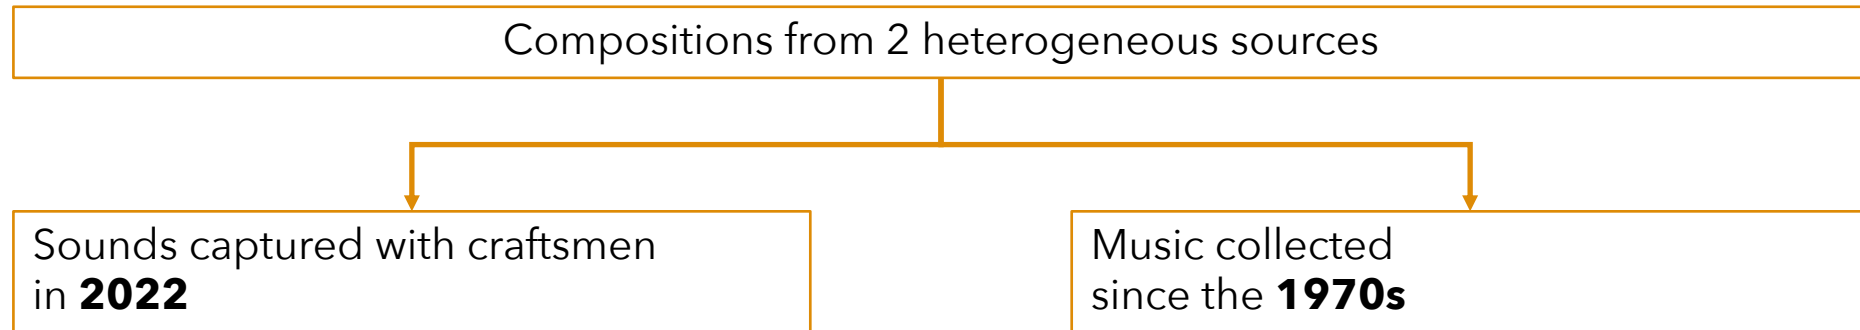 Compositions from 2 heterogeneous sources
Sounds captured with craftsmen
in 2022
Music collected
since the 1970s